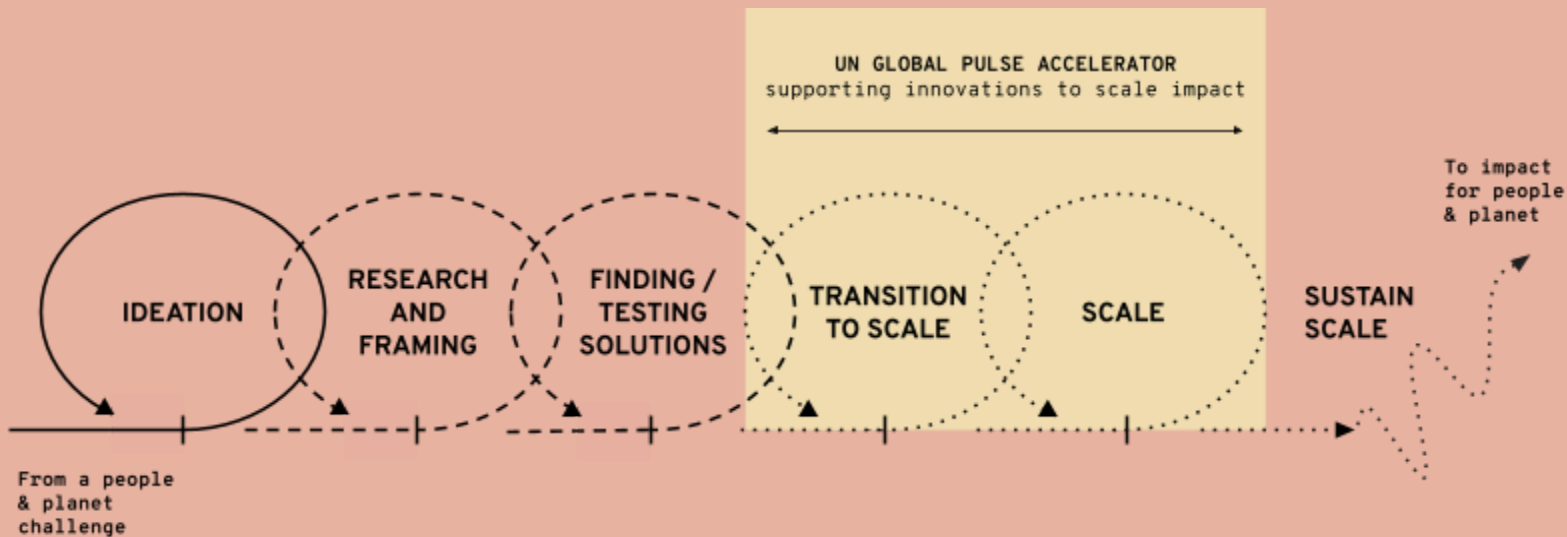 UN GLOBAL PULSE ACCELERATOR
supporting innovations to scale impact
To impact
for people
& planet
IDEATION
RESEARCH
AND
FRAMING
FINDING /
TESTING
SOLUTIONS
TRANSITION
TO SCALE
SCALE
SUSTAIN
SCALE
From a people
& planet
challenge